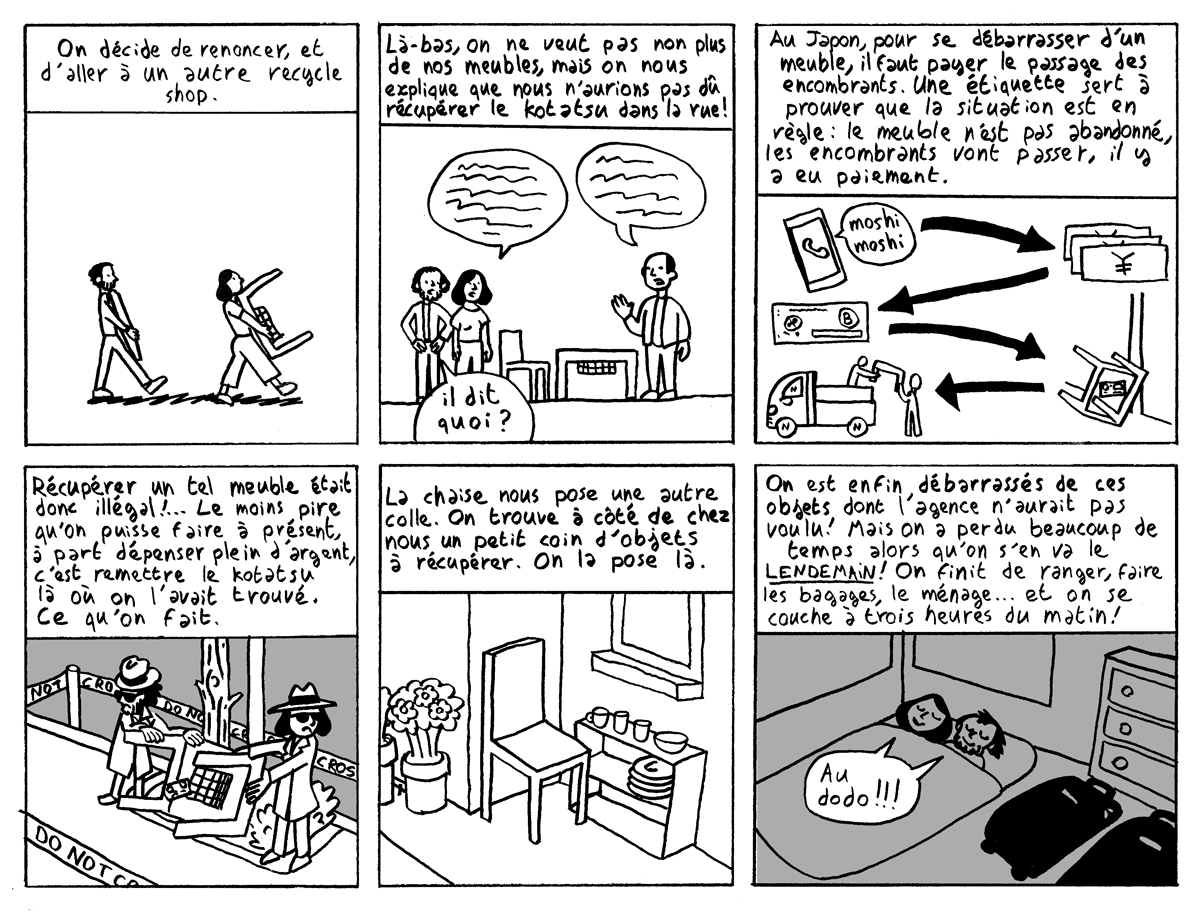 On décide de renoncer, et
d'aller à un autre recycle
shop.
Là-bas, on ne veut pas non plus
de nos meubles, mais on nous
explique que nous n'aurions pas dû
récupérer le kotatsu dans la rue!
il dit
quoi?
Au Japon, pour se débarrasser d'un
meuble, il faut payer le passage des
encombrants. Une étiquette sert à
prouver que la situation est en
règle: le meuble n'est pas abandonné,
les encombrants vont passer, il y
a eu paiement.
moshi
moshi
¥
B
N
N
N
Récupérer un tel meuble était
donc illégal!... Le moins pire
qu'on puisse faire à présent,
à part dépenser plein d'argent,
c'est remettre le kotatsu
là où on l'avait trouvé.
Ce qu'on fait.
NOT CROS DO NO CROS
DO NOT CR
La chaise nous pose une autre
colle. On trouve à côté de chez
nous un petit coin d'objets
à récupérer. On la pose là.
On est enfin débarrassés de ces
objets dont l'agence n'aurait pas
voulu! Mais on a perdu beaucoup de
temps alors qu'on s'en va le
LENDEMAIN! On finit de ranger, faire
les bagages, le ménage... et on se
couche à trois heures du matin!
Au
dodo!!!